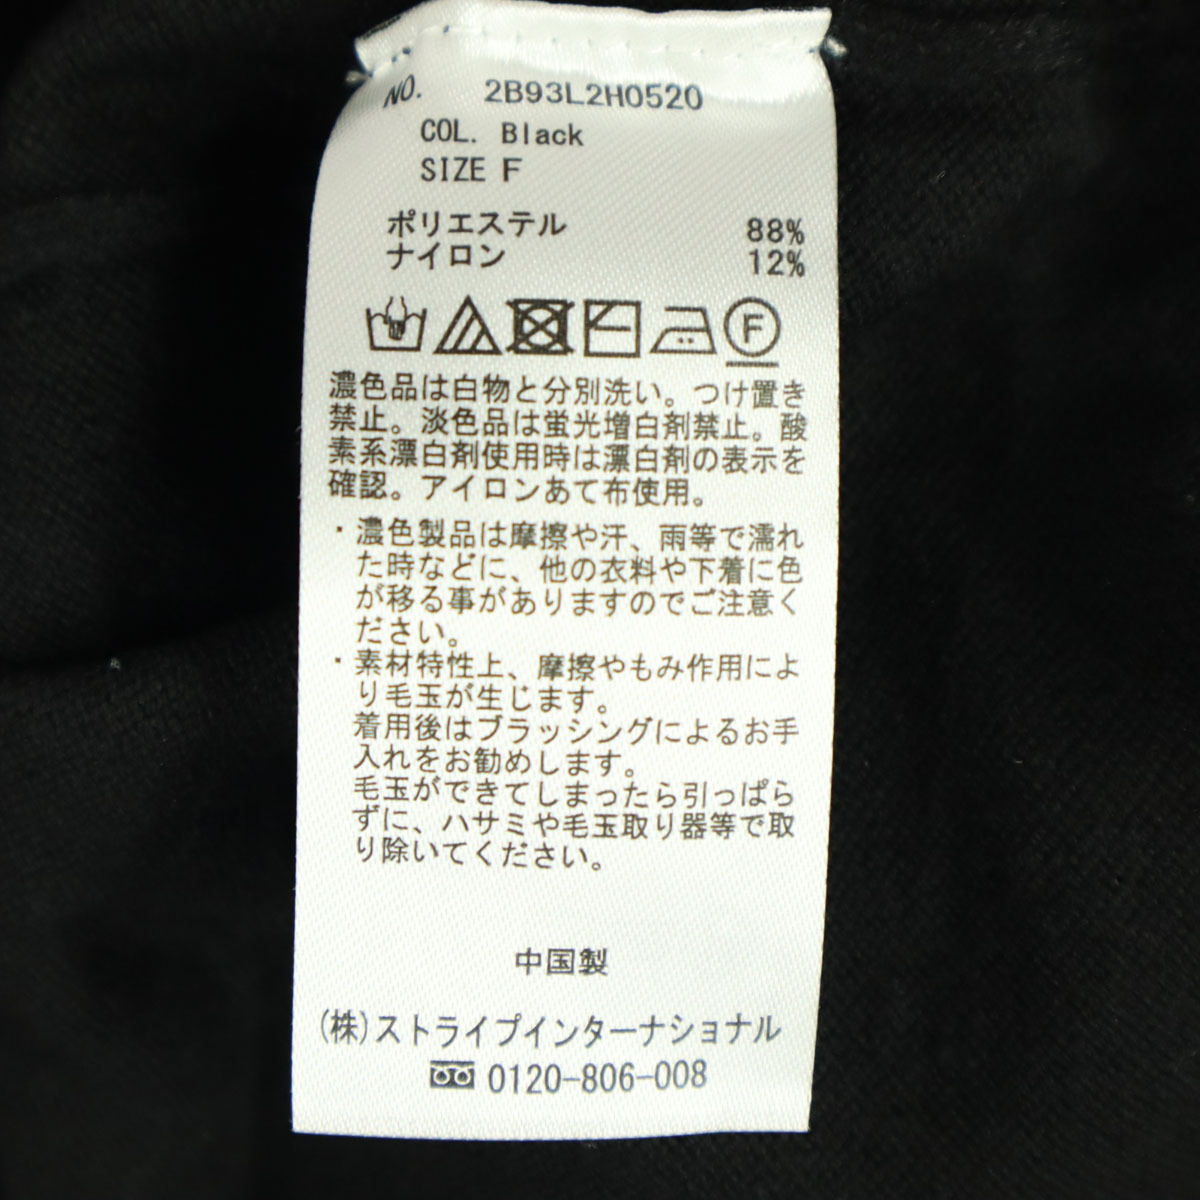 NO. 2B93L2H0520
COL. Black
SIZE F
ポリエステル 88%
ナイロン 12%
F
濃色品は白物と分別洗い。つけ置き
禁止。淡色品は蛍光増白剤禁止。酸
素系漂白剤使用時は漂白剤の表示を
確認。アイロンあて布使用。
・濃色製品は摩擦や汗、雨等で濡れ
た時などに、他の衣料や下着に色
が移る事がありますのでご注意く
ださい。
・素材特性上、摩擦やもみ作用によ
り毛玉が生じます。
着用後はブラッシングによるお手
入れをお勧めします。
毛玉ができてしまったら引っぱら
ずに、ハサミや毛玉取り器等で取
り除いてください。
中国製
(株)ストライプインターナショナル
0120-806-008